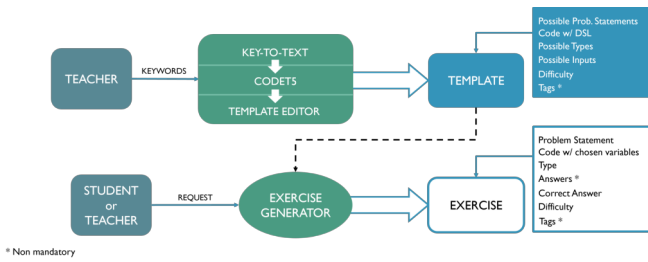 TEACHER
KEYWORDS
KEY-TO-TEXT
CODET5
TEMPLATE EDITOR
TEMPLATE
Possible Prob. Statements
Code w/ DSL
Possible Types
Possible Inputs
Difficulty
Tags *
STUDENT
or
TEACHER
REQUEST
EXERCISE
GENERATOR
EXERCISE
Problem Statement
Code w/ chosen variables
Type
Answers *
Correct Answer
Difficulty
Tags *
* Non mandatory